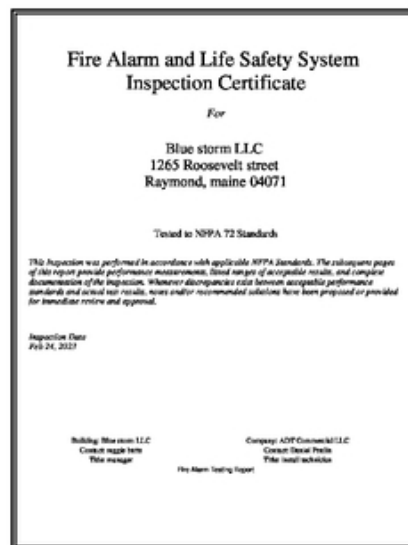 Fire Alarm and Life Safety System
Inspection Certificate
For
Blue storm LLC
1265 Roosevelt street
Raymond, maine 04071
Tested to NFPA 72 Standards
This Inspection was performed in accordance with applicable NFPA Standards. The subsequent pages
of this report provide performance measurements, listed ranges of acceptable results, and complete
documentation of the inspection. Whenever discrepancies exist between acceptable performance
standards and actual test results, notes and/or recommended solutions have been proposed or provided
for immediate review and approval.
Inspection Date
Feb 24,
Building: Blue storm LLC
Contact:
Title: manager
Company: ADT Commercial LLC
Contact: Daniel
Title: install technician
Fire Alarm Testing Report